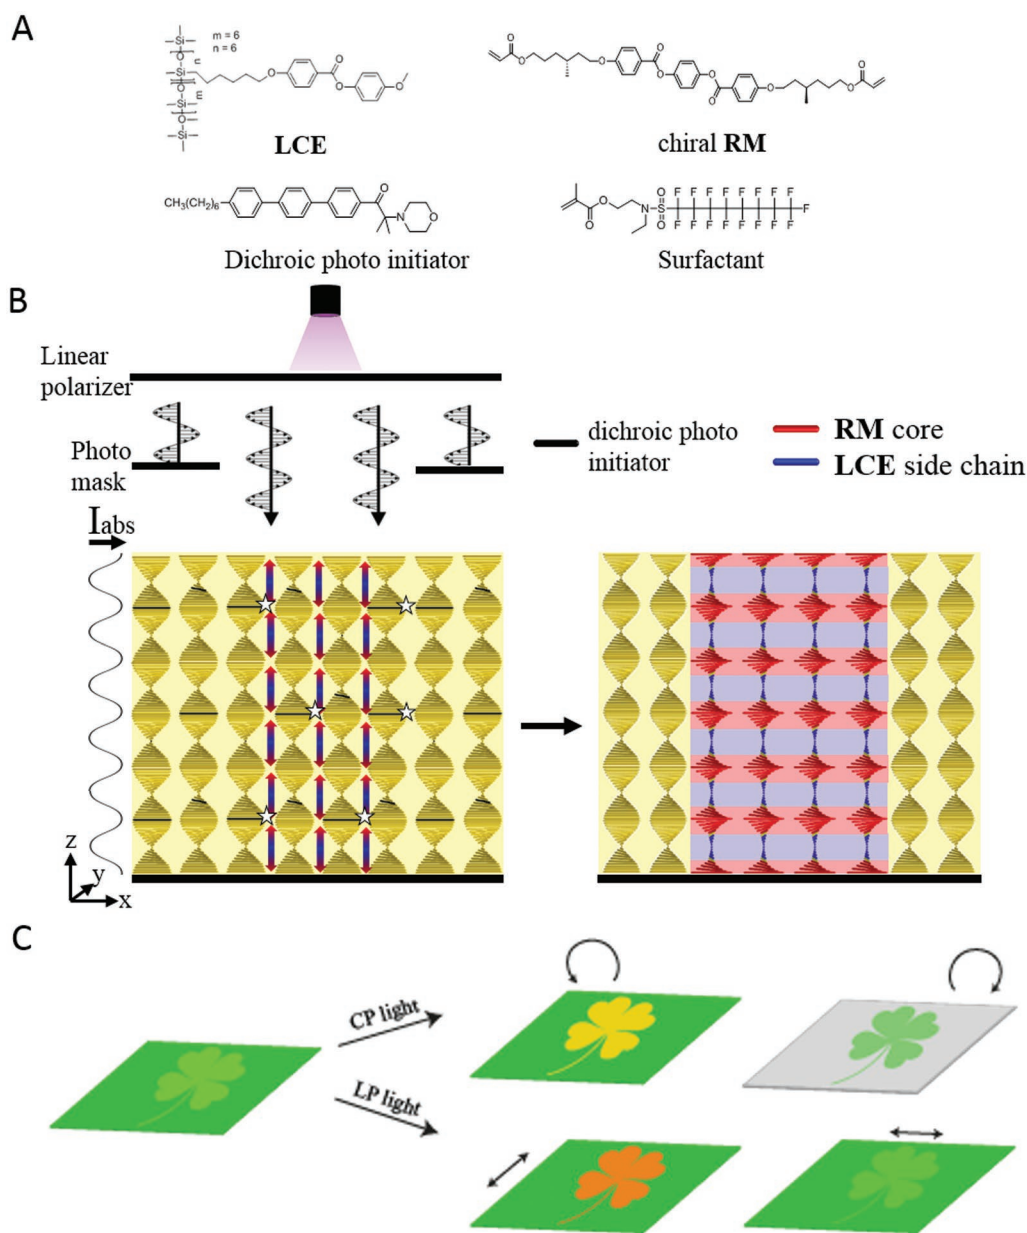 A
m = 6
n = 6
LCE
chiral RM
CH3(CH2)6
Dichroic photo initiator
Surfactant
B
Linear
polarizer
Photo
mask
dichroic photo
initiator
RM core
LCE side chain
Iabs
z
y
x
C
CP light
LP light